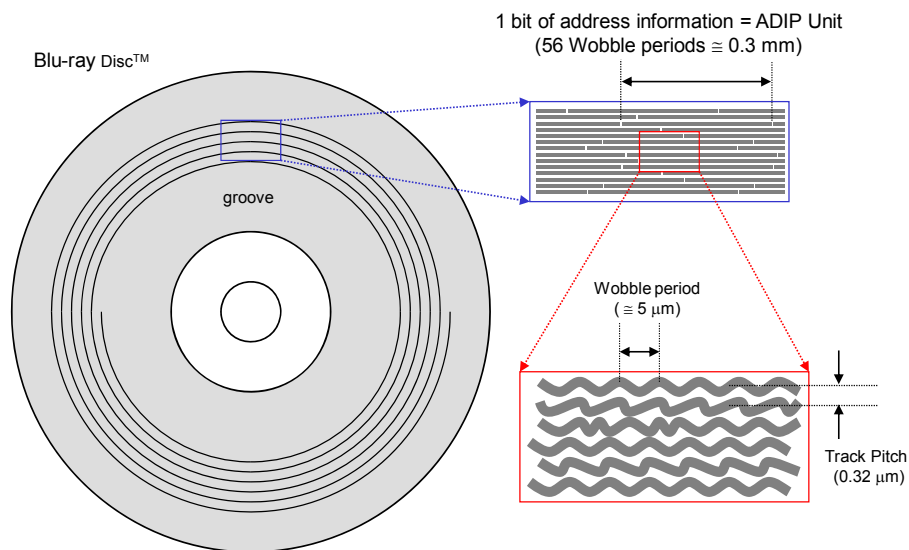 1 bit of address information = ADIP Unit
(56 Wobble periods ≅ 0.3 mm)
Blu-ray Disc™
groove
Wobble period
( ≅ 5 μm)
Track Pitch
(0.32 μm)